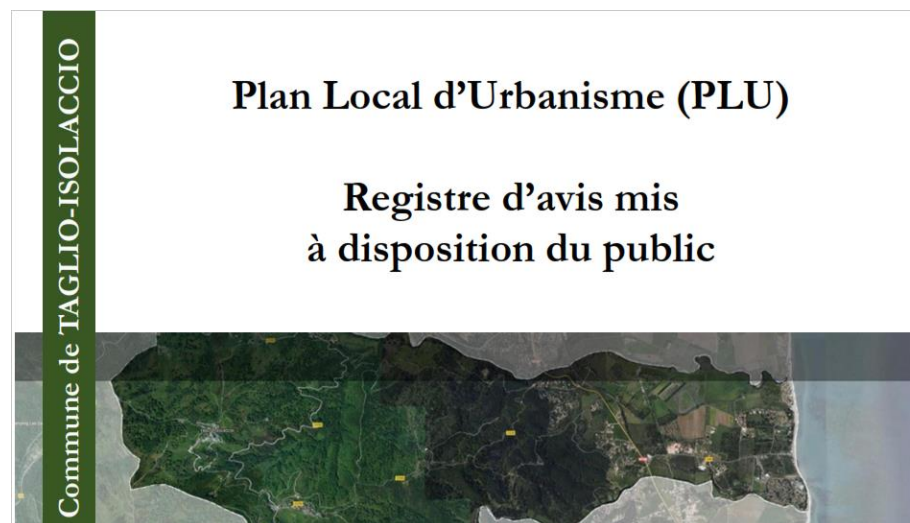 Commune de TAGLIO-ISOLACCIO
Plan Local d’Urbanisme (PLU)
Registre d’avis mis
à disposition du public